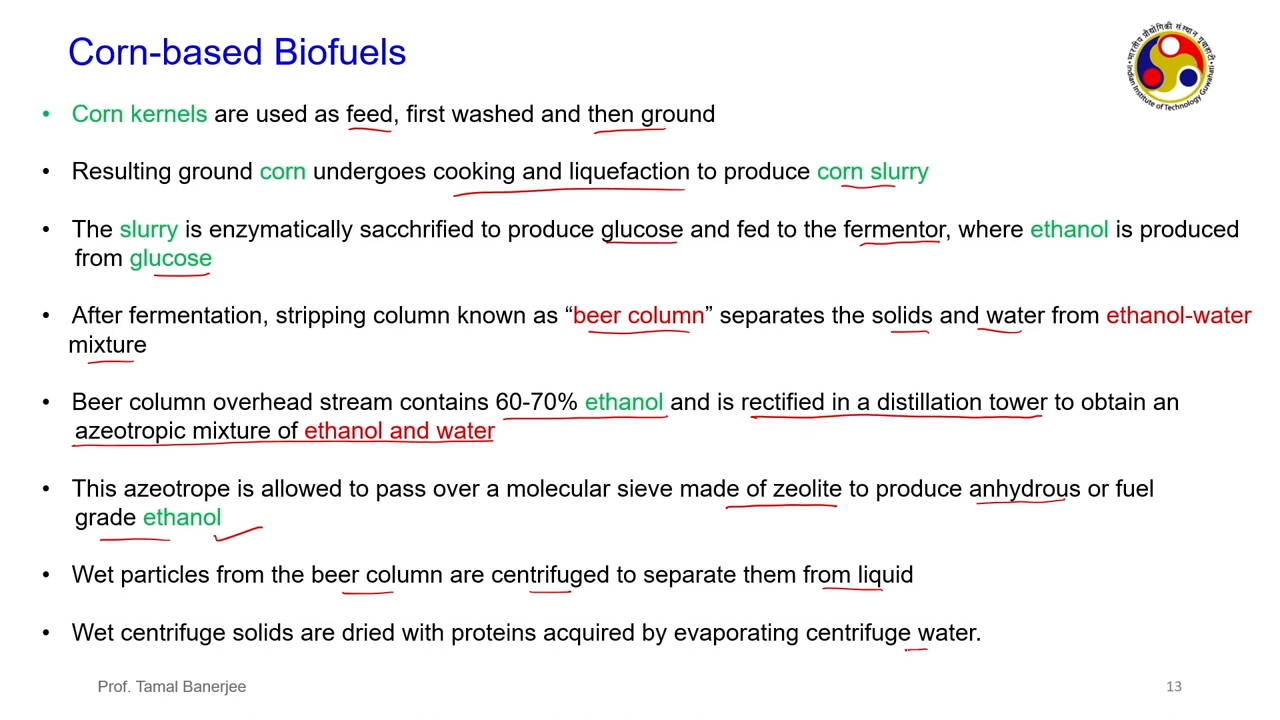 Corn-based Biofuels
भारतीय प्रौद्योगिकी संस्थान गुवाहाटी
Indian Institute of Technology Guwahati
• Corn kernels are used as feed, first washed and then ground
• Resulting ground corn undergoes cooking and liquefaction to produce corn slurry
• The slurry is enzymatically sacchrified to produce glucose and fed to the fermentor, where ethanol is produced
from glucose
• After fermentation, stripping column known as “beer column” separates the solids and water from ethanol-water
mixture
• Beer column overhead stream contains 60-70% ethanol and is rectified in a distillation tower to obtain an
azeotropic mixture of ethanol and water
• This azeotrope is allowed to pass over a molecular sieve made of zeolite to produce anhydrous or fuel
grade ethanol
• Wet particles from the beer column are centrifuged to separate them from liquid
• Wet centrifuge solids are dried with proteins acquired by evaporating centrifuge water.
Prof. Tamal Banerjee
13